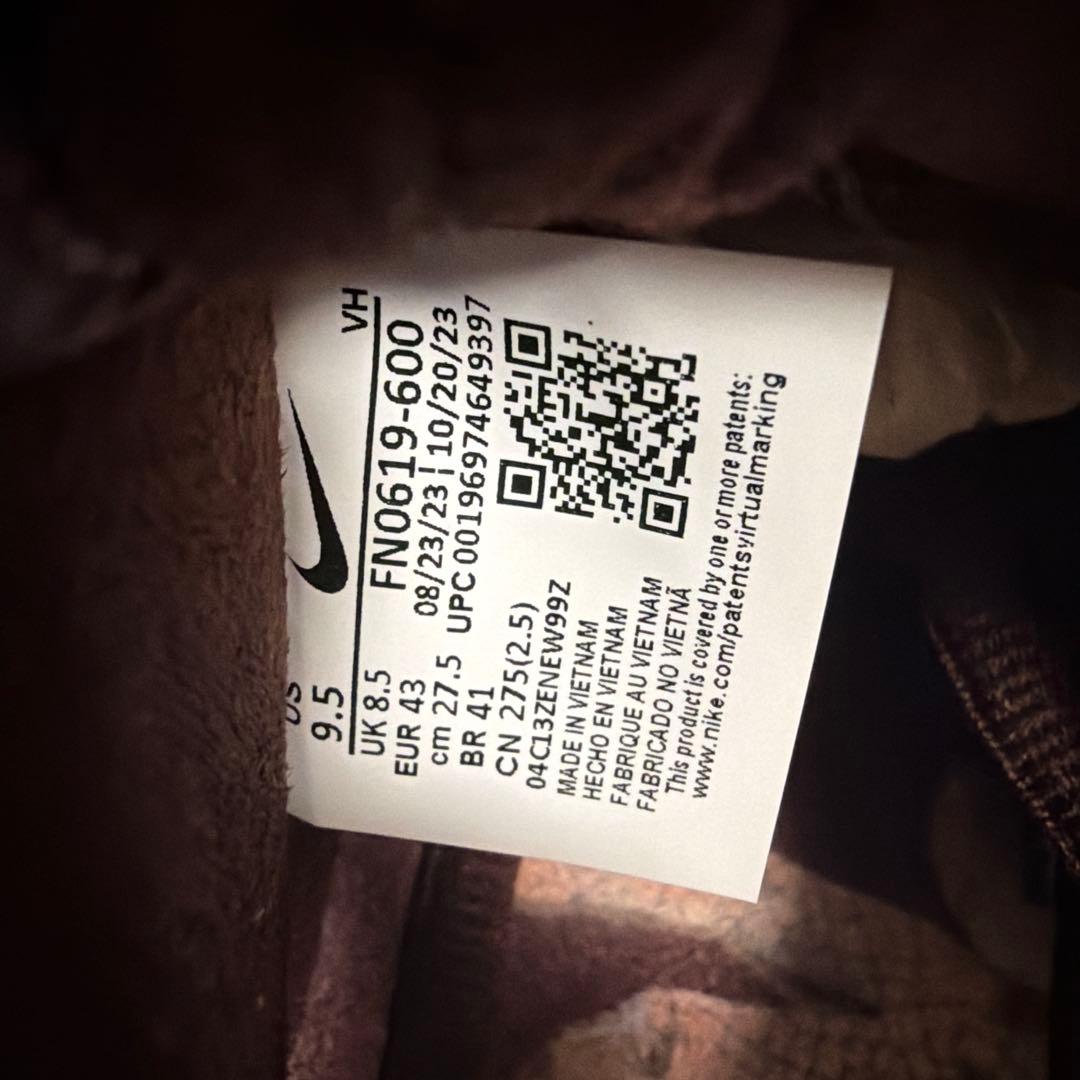 US
9.5
VH
UK 8.5
FN0619-600
EUR 43
08/23/23 | 10/20/23
cm 27.5
UPC 00196974649397
BR 41
CN 275(2.5)
04C13ZENEW99Z
MADE IN VIETNAM
HECHO EN VIETNAM
FABRIQUE AU VIETNAM
FABRICADO NO VIETNÃ
This product is covered by one or more patents:
www.nike.com/patentsvirtualmarking